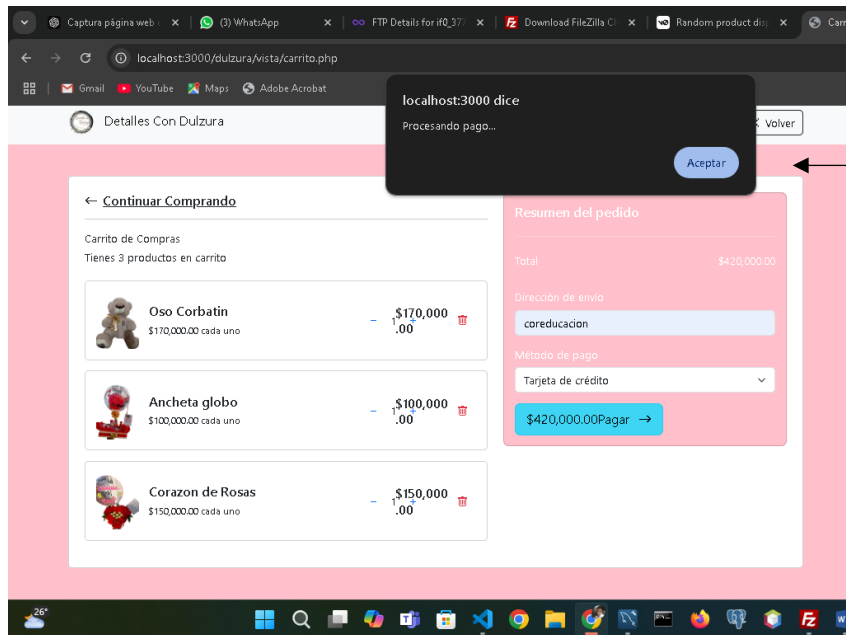 Captura página web
(3) WhatsApp
FTP Details for if0_377
Download FileZilla Cl
Random product disp
Carr
localhost:3000/dulzura/vista/carrito.php
Gmail
YouTube
Maps
Adobe Acrobat
localhost:3000 dice
Procesando pago...
Aceptar
Detalles Con Dulzura
Volver
← Continuar Comprando
Carrito de Compras
Tienes 3 productos en carrito
Oso Corbatin
$170,000.00 cada uno
− 1 + $170,000
.00
Ancheta globo
$100,000.00 cada uno
− 1 + $100,000
.00
Corazon de Rosas
$150,000.00 cada uno
− 1 + $150,000
.00
Resumen del pedido
Total $420,000.00
Dirección de envío
coreducacion
Método de pago
Tarjeta de crédito
$420,000.00Pagar →
26°